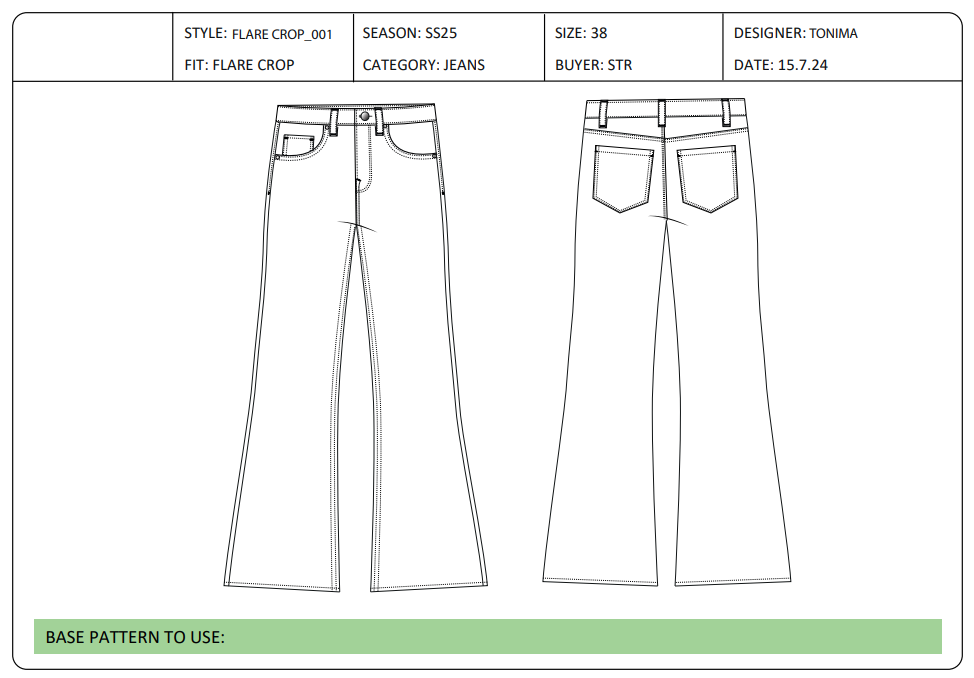 STYLE: FLARE CROP_001
SEASON: SS25
SIZE: 38
DESIGNER: TONIMA
FIT: FLARE CROP
CATEGORY: JEANS
BUYER: STR
DATE: 15.7.24
BASE PATTERN TO USE: